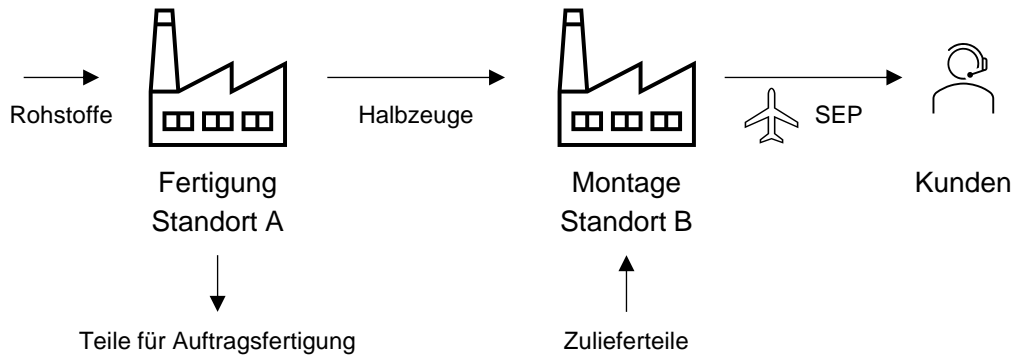 Rohstoffe
Halbzeuge
SEP
Fertigung
Standort A
Montage
Standort B
Kunden
Teile für Auftragsfertigung
Zulieferteile